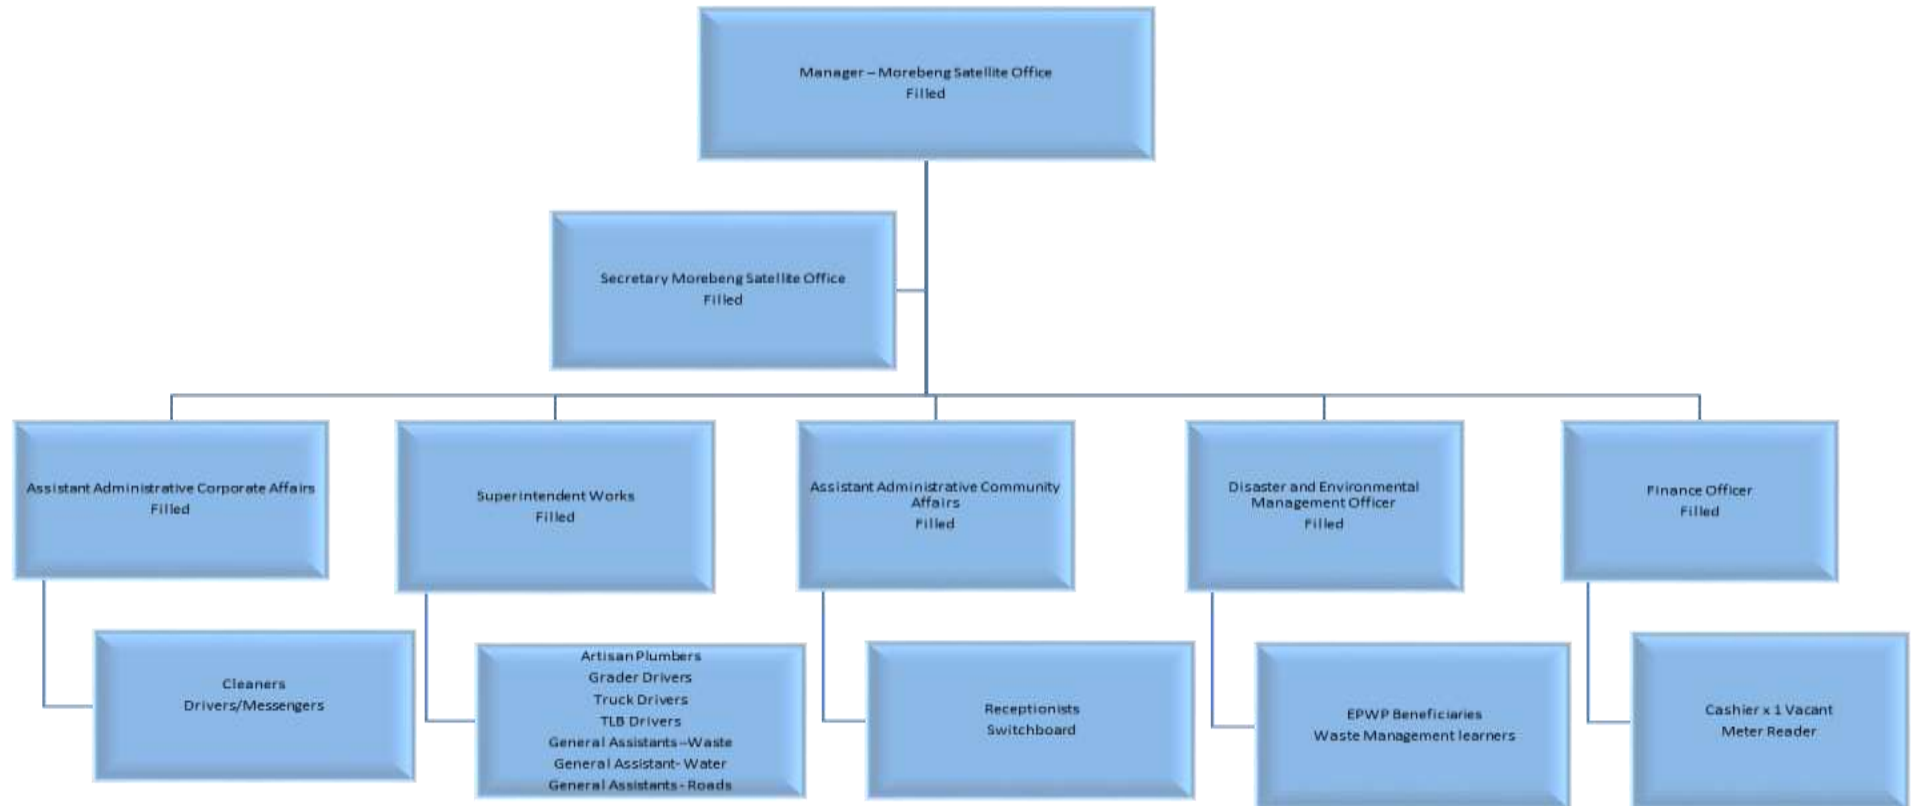 Manager – Morebeng Satellite Office
Filled
Secretary Morebeng Satellite Office
Filled
Assistant Administrative Corporate Affairs
Filled
Superintendent Works
Filled
Assistant Administrative Community
Affairs
Filled
Disaster and Environmental
Management Officer
Filled
Finance Officer
Filled
Cleaners
Drivers/Messengers
Artisan Plumbers
Grader Drivers
Truck Drivers
TLB Drivers
General Assistants –Waste
General Assistant- Water
General Assistants - Roads
Receptionists
Switchboard
EPWP Beneficiaries
Waste Management learners
Cashier x 1 Vacant
Meter Reader